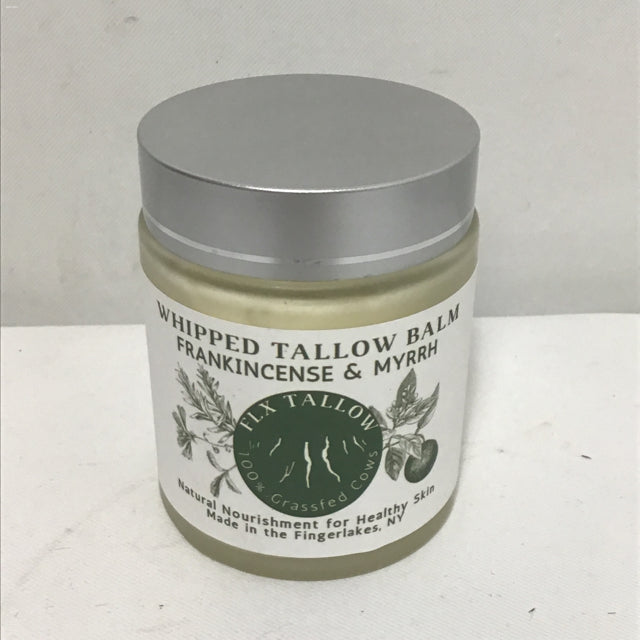 WHIPPED TALLOW BALM
FRANKINCENSE & MYRRH
FLX TALLOW
100% Grassfed Cows
Natural Nourishment for Healthy Skin
Made in the Fingerlakes, NY